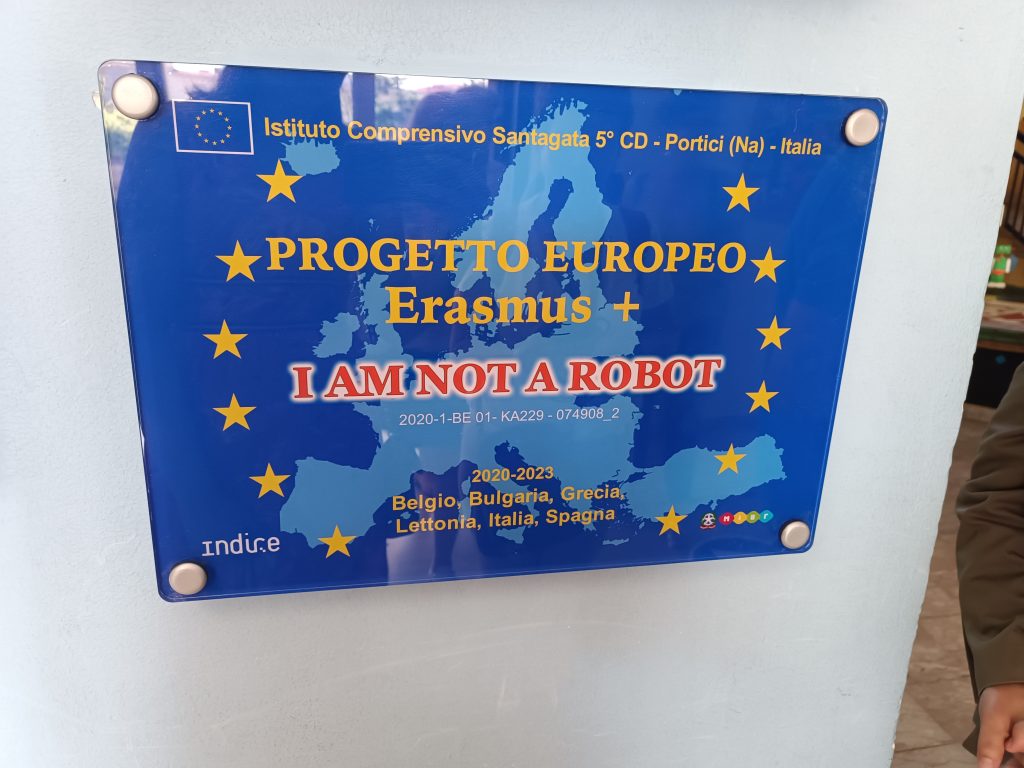 Istituto Comprensivo Santagata 5° CD - Portici (Na) - Italia
PROGETTO EUROPEO
Erasmus +
I AM NOT A ROBOT
2020-1-BE 01- KA229 - 074908_2
2020-2023
Belgio, Bulgaria, Grecia,
Lettonia, Italia, Spagna
indire
MIUR